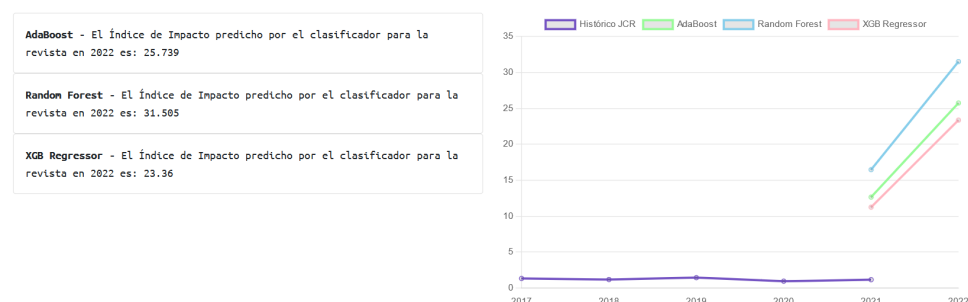 AdaBoost - El Índice de Impacto predicho por el clasificador para la
revista en 2022 es: 25.739
Random Forest - El Índice de Impacto predicho por el clasificador para la
revista en 2022 es: 31.505
XGB Regressor - El Índice de Impacto predicho por el clasificador para la
revista en 2022 es: 23.36
Histórico JCR AdaBoost Random Forest XGB Regressor
35
30
25
20
15
10
5
0
2017 2018 2019 2020 2021 2022